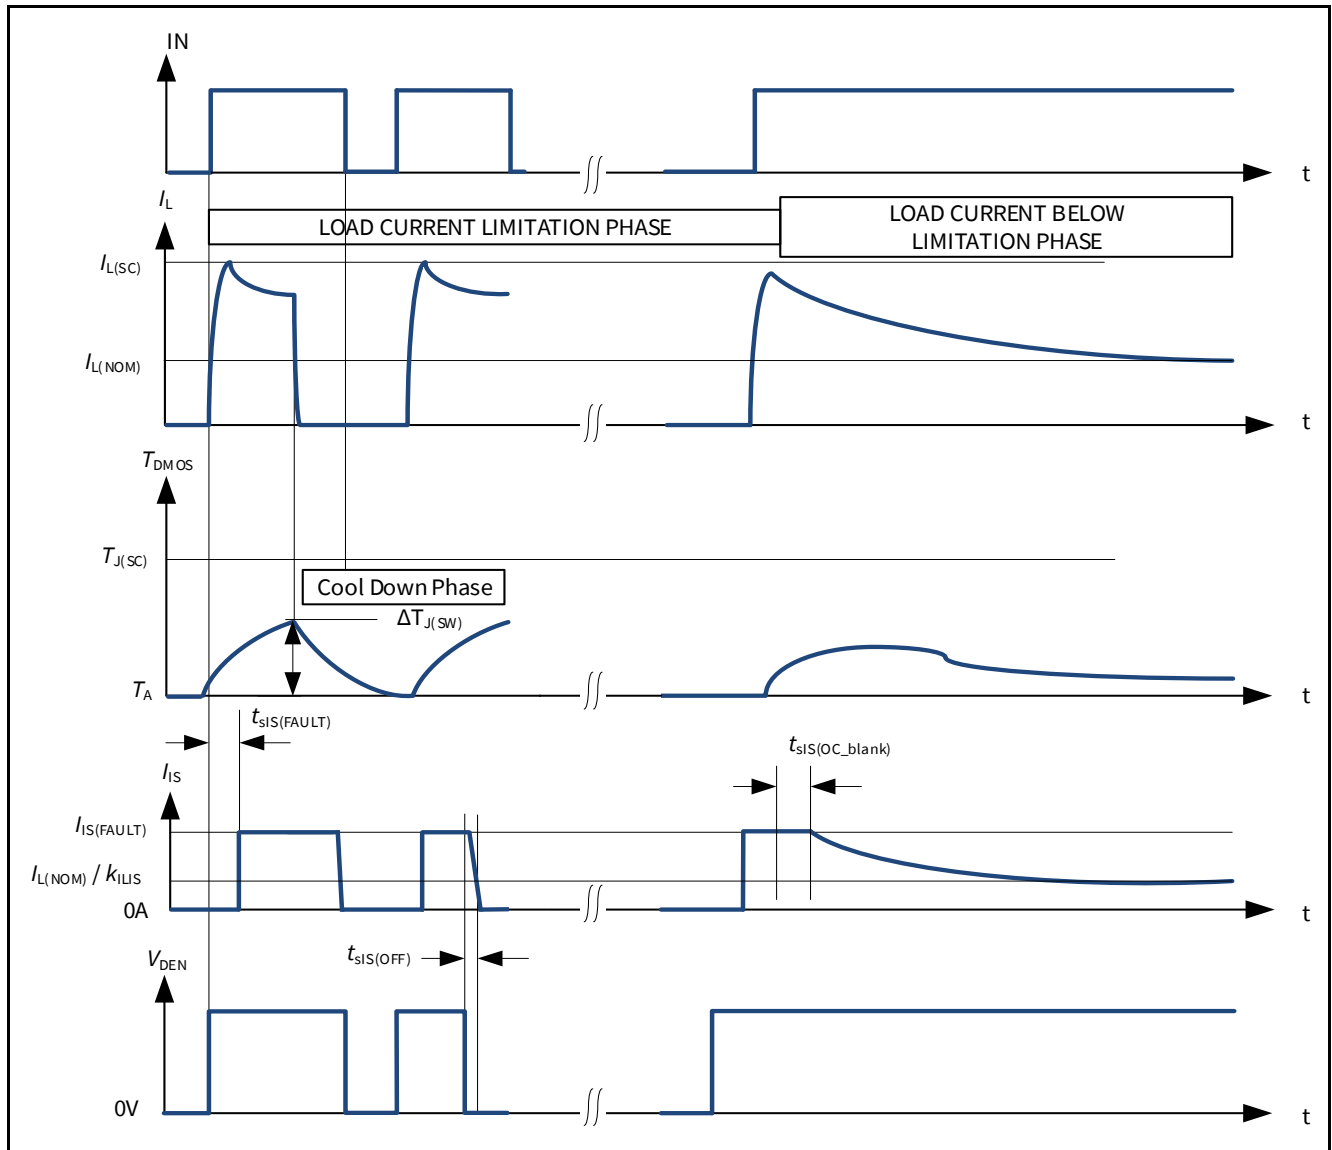 IN
t
IL
LOAD CURRENT LIMITATION PHASE
LOAD CURRENT BELOW
LIMITATION PHASE
IL(SC)
IL(NOM)
t
TDMOS
TJ(SC)
Cool Down Phase
ΔTJ(SW)
TA
t
tsIS(FAULT)
tsIS(OC_blank)
IIS
IIS(FAULT)
IL(NOM) / kILIS
0A
t
tsIS(OFF)
VDEN
0V
t